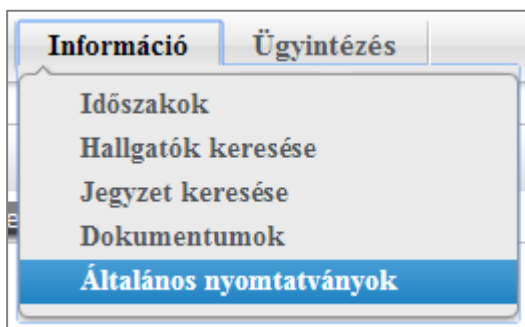 Információ Ügyintézés
Időszakok
Hallgatók keresése
Jegyzet keresése
Dokumentumok
Általános nyomtatványok